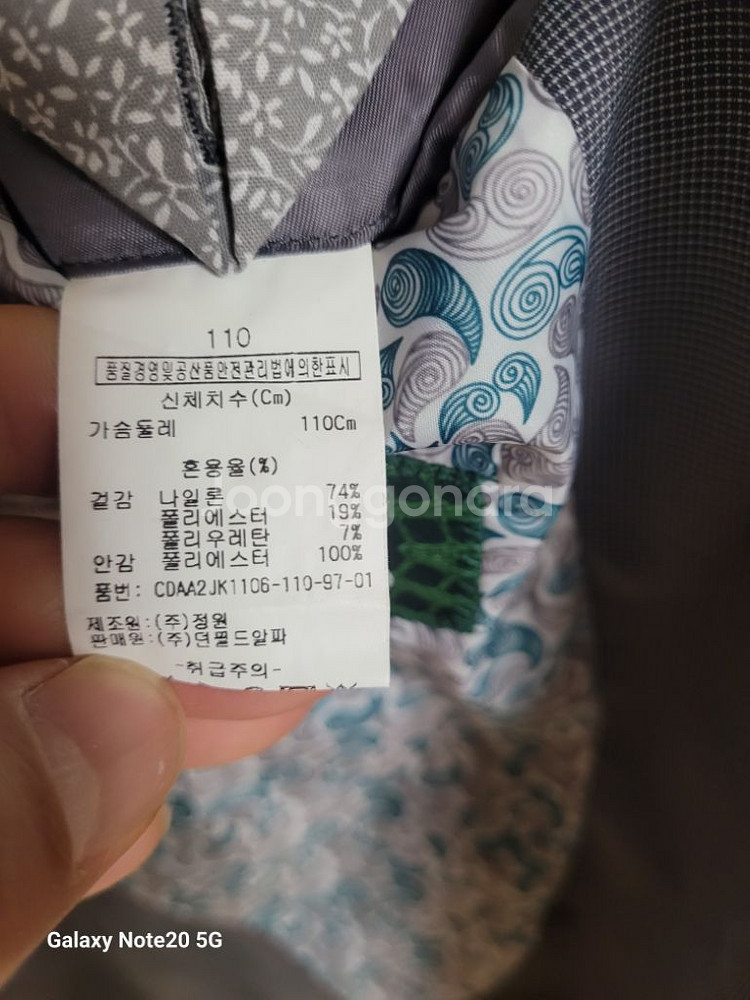 110
품질경영및공산품안전관리법에의한표시
신체치수(Cm)
가슴둘레 110Cm
혼용율(%)
겉감 나일론 74%
폴리에스터 19%
폴리우레탄 7%
안감 폴리에스터 100%
품번: CDAA2JK1106-110-97-01
제조원:(주)정원
판매원:(주)던필드알파
-취급주의-
joonggonara
Galaxy Note20 5G